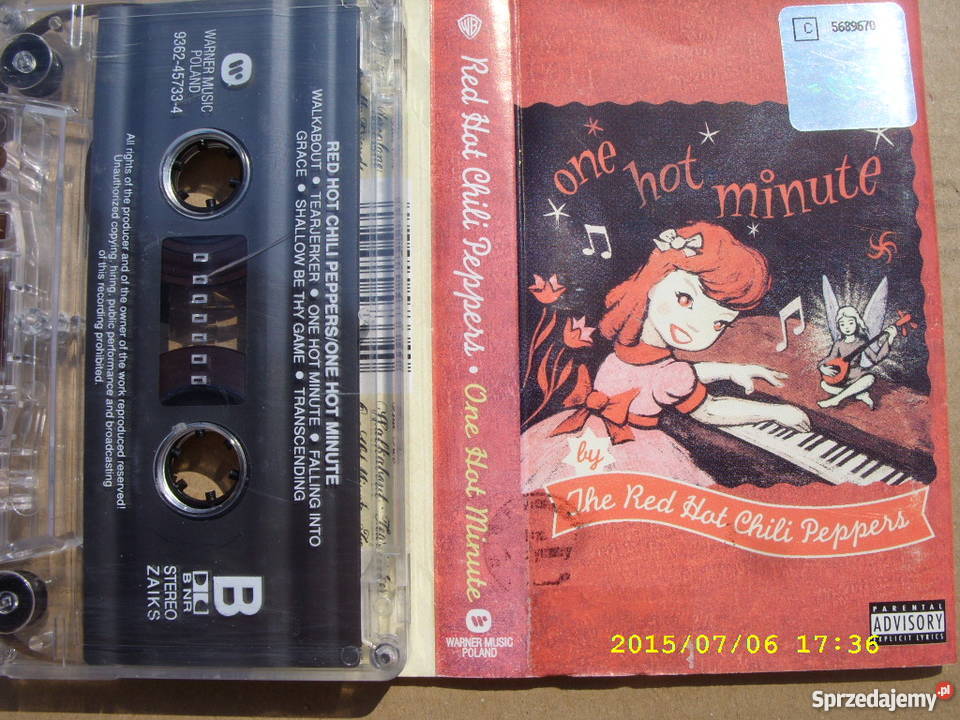 WARNER MUSIC
POLAND
9362-45733-4
RED HOT CHILI PEPPERS/ONE HOT MINUTE
WALKABOUT • TEARJERKER • ONE HOT MINUTE • FALLING INTO
GRACE • SHALLOW BE THY GAME • TRANSCENDING
All rights of the producer and of the owner of the work reproduced reserved!
Unauthorized copying, hiring, public performance and broadcasting
of this recording prohibited.
B
B NR
STEREO
ZAIKS
Red Hot Chili Peppers • One Hot Minute
WARNER MUSIC
POLAND
C 5689670
one hot minute
by
The Red Hot Chili Peppers
PARENTAL
ADVISORY
EXPLICIT LYRICS
2015/07/06 17:36
Sprzedajemy.pl